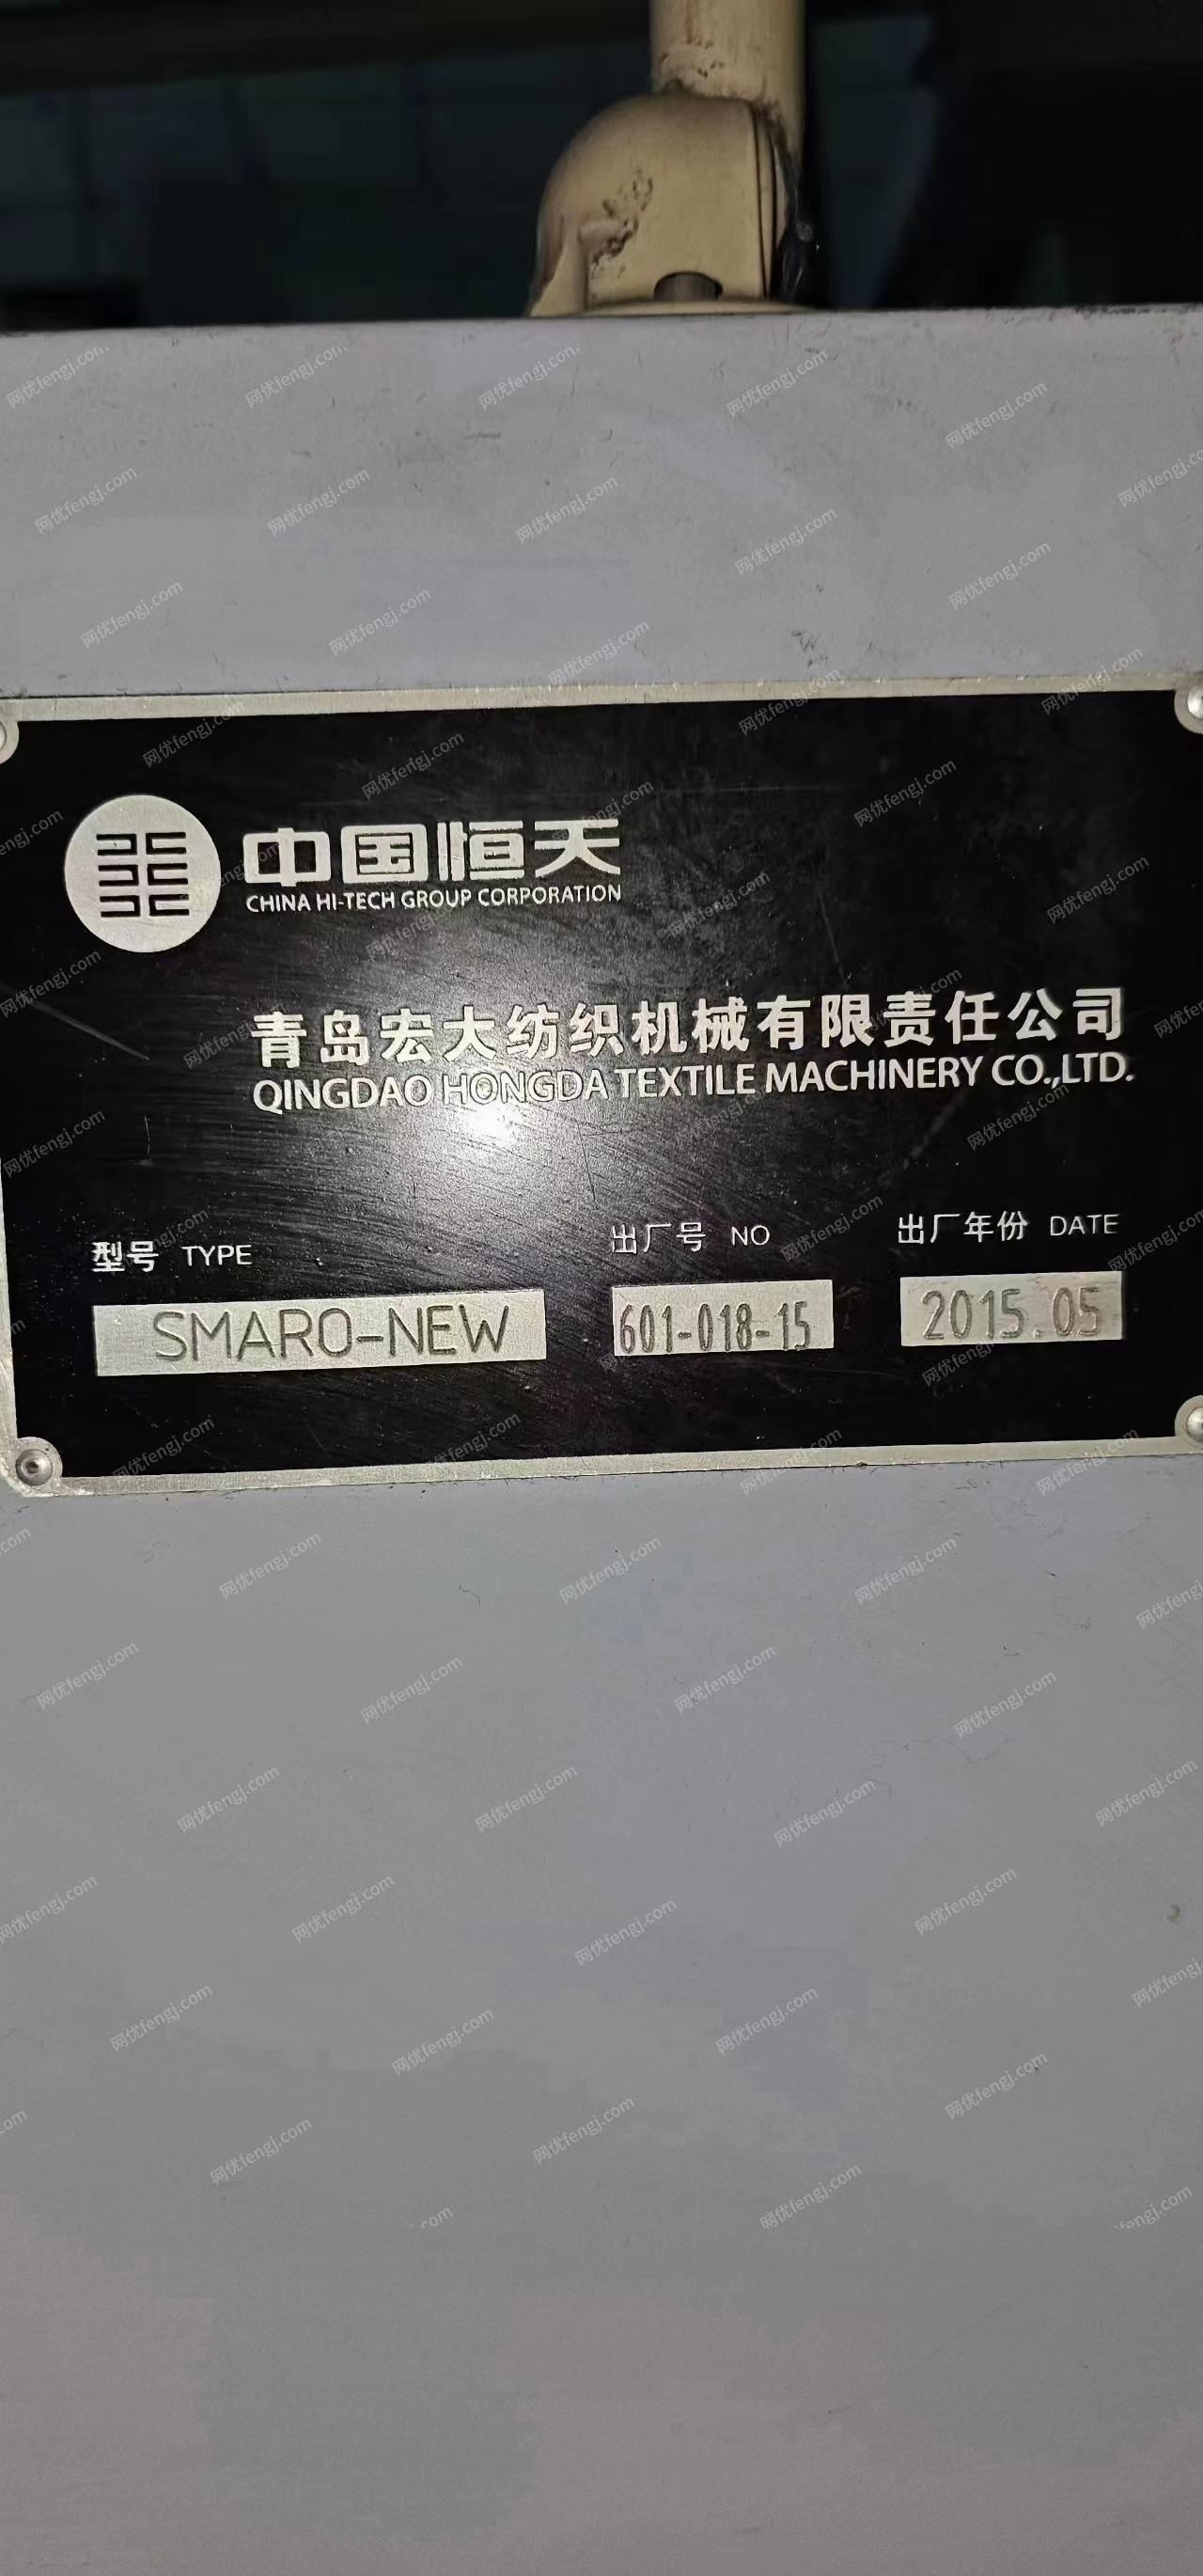 中国恒天
CHINA HI-TECH GROUP CORPORATION
青岛宏大纺织机械有限责任公司
QINGDAO HONGDA TEXTILE MACHINERY CO.,LTD.
型号 TYPE 出厂号 NO 出厂年份 DATE
SMARO-NEW 601-018-15 2015.05
网优fengj.com